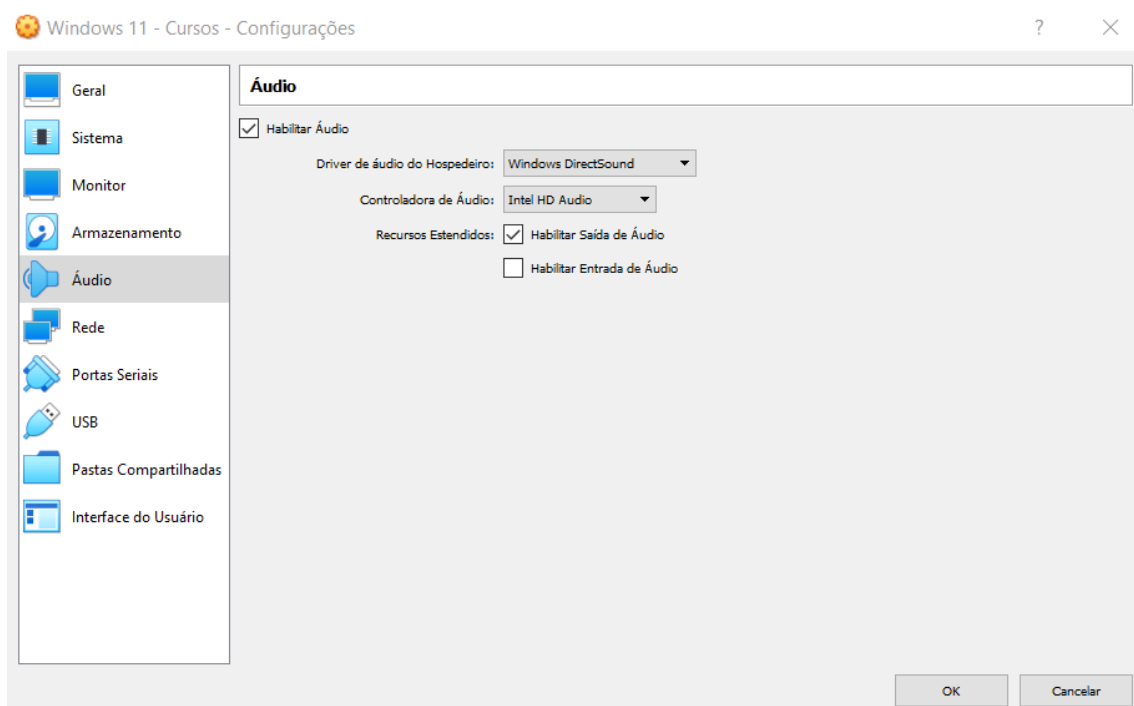 Windows 11 - Cursos - Configurações
?
Geral
Sistema
Monitor
Armazenamento
Áudio
Rede
Portas Seriais
USB
Pastas Compartilhadas
Interface do Usuário
Áudio
Habilitar Áudio
Driver de áudio do Hospedeiro: Windows DirectSound
Controladora de Áudio: Intel HD Audio
Recursos Estendidos: Habilitar Saída de Áudio
Habilitar Entrada de Áudio
OK Cancelar